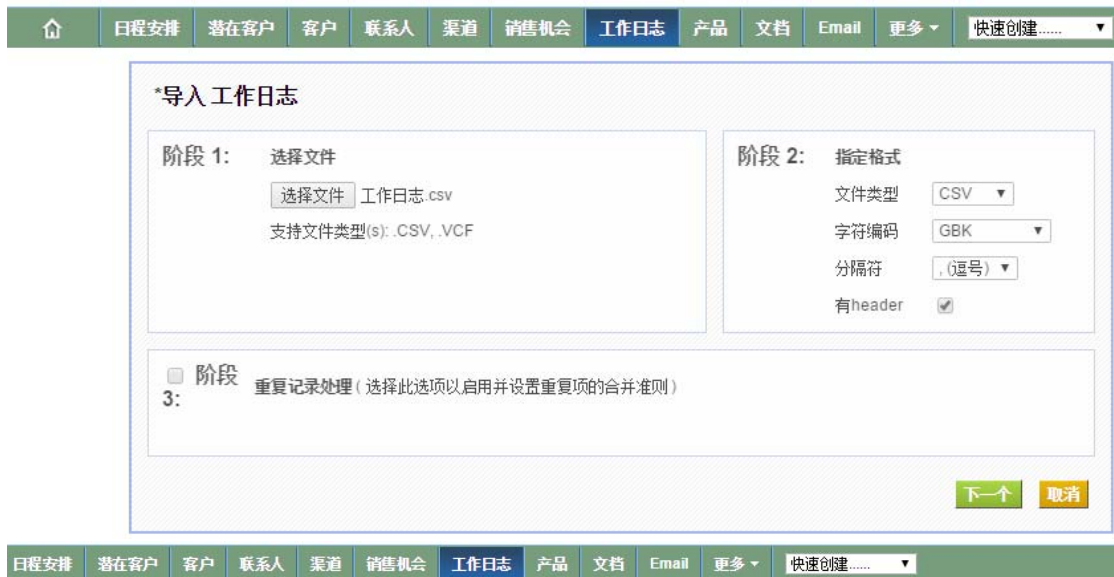 日程安排 潜在客户 客户 联系人 渠道 销售机会 工作日志 产品 文档 Email 更多 快速创建......
*导入 工作日志
阶段 1: 选择文件
选择文件 工作日志.csv
支持文件类型(s): .CSV, .VCF
阶段 2: 指定格式
文件类型 CSV
字符编码 GBK
分隔符 , (逗号)
有header
阶段 3: 重复记录处理 ( 选择此选项以启用并设置重复项的合并准则 )
下一个 取消
日程安排 潜在客户 客户 联系人 渠道 销售机会 工作日志 产品 文档 Email 更多 快速创建......